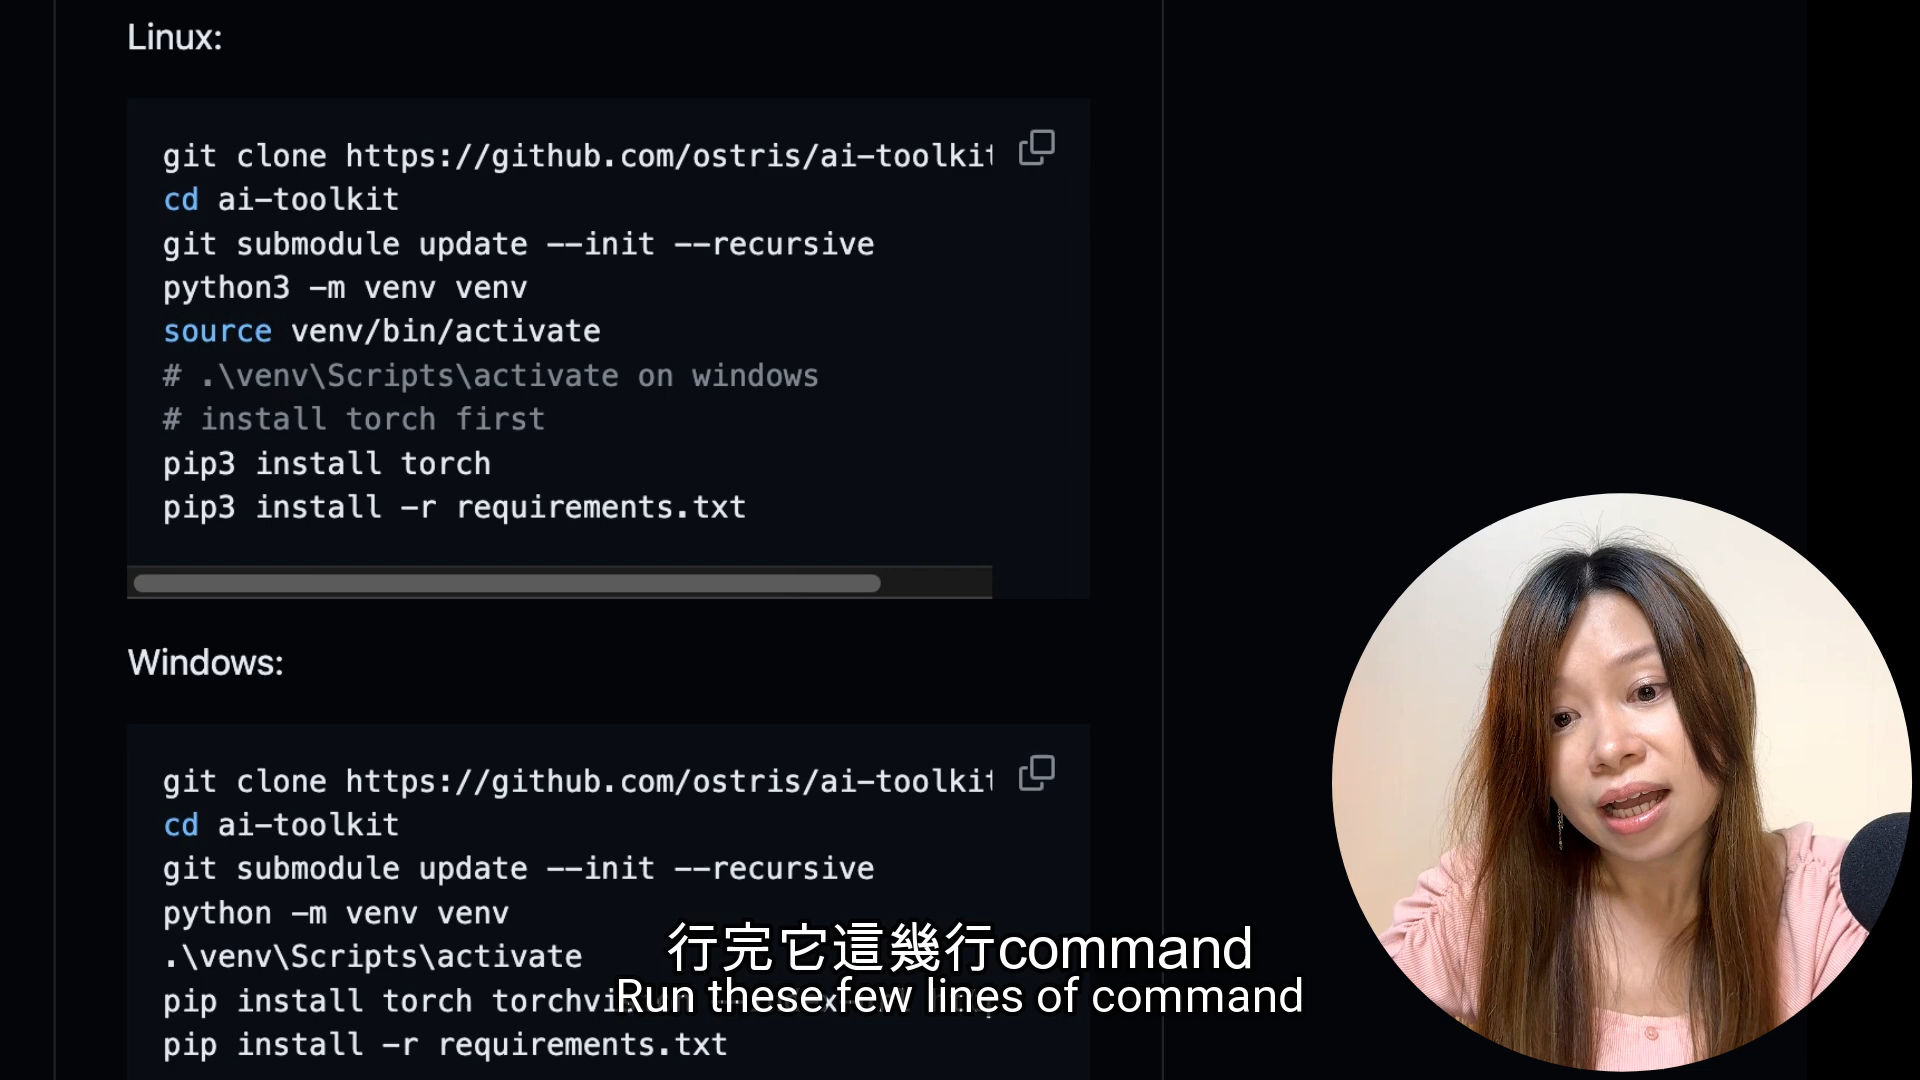 Linux:
git clone https://github.com/ostris/ai-toolkit
cd ai-toolkit
git submodule update --init --recursive
python3 -m venv venv
source venv/bin/activate
# .\venv\Scripts\activate on windows
# install torch first
pip3 install torch
pip3 install -r requirements.txt
Windows:
git clone https://github.com/ostris/ai-toolkit
cd ai-toolkit
git submodule update --init --recursive
python -m venv venv
.\venv\Scripts\activate
pip install torch
pip install -r requirements.txt
行完它這幾行command
Run these few lines of command